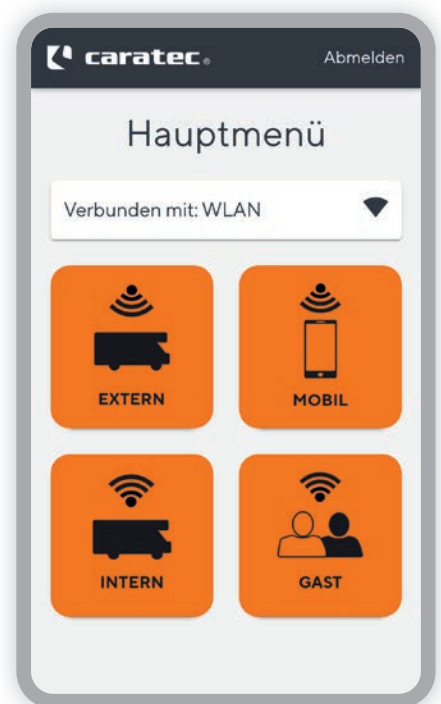 caratec®
Abmelden
Hauptmenü
Verbunden mit: WLAN
EXTERN
MOBIL
INTERN
GAST